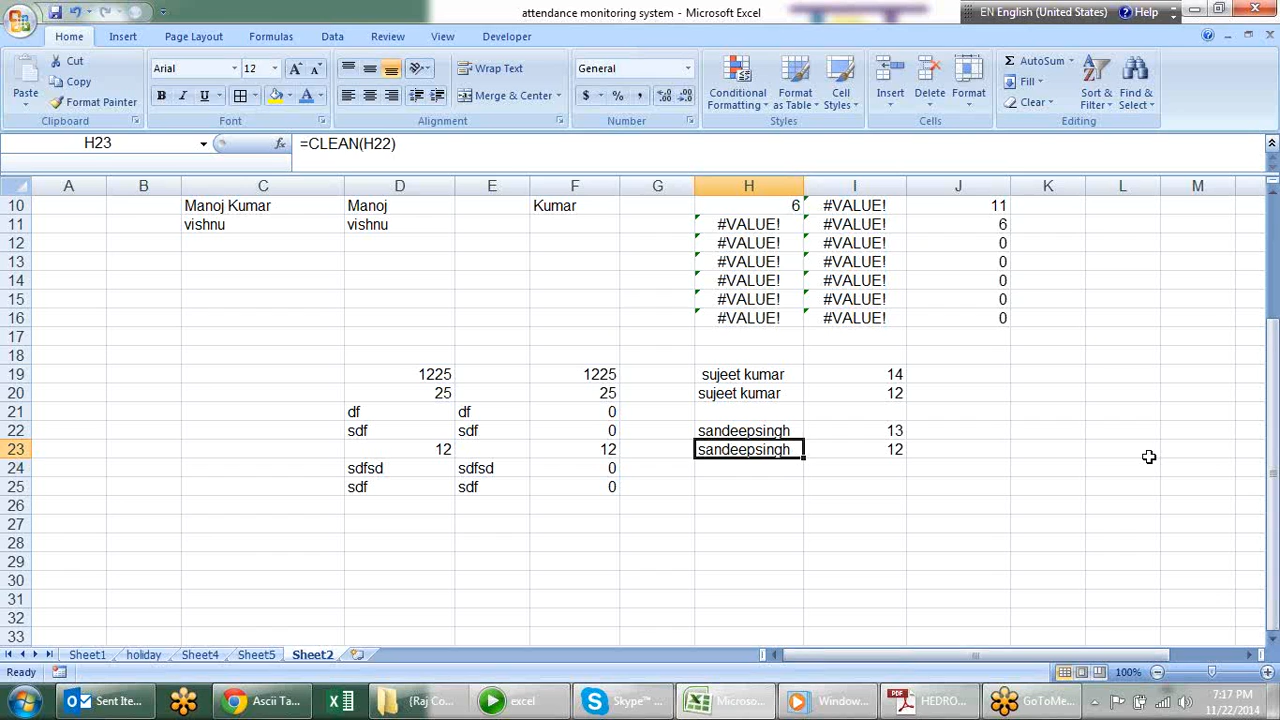 attendance monitoring system - Microsoft Excel
EN English (United States) Help
Home Insert Page Layout Formulas Data Review View Developer
Cut
Copy
Format Painter
Paste
Clipboard
Arial 12
B I U
Font
Wrap Text
Merge & Center
Alignment
General
$ % ,
Number
Conditional Formatting
Format as Table
Cell Styles
Styles
Insert Delete Format
Cells
AutoSum
Fill
Clear
Sort & Filter
Find & Select
Editing
H23 fx =CLEAN(H22)
A B C D E F G H I J K L M
10 Manoj Kumar Manoj Kumar 6 #VALUE! 11
11 vishnu vishnu #VALUE! #VALUE! 6
12 #VALUE! #VALUE! 0
13 #VALUE! #VALUE! 0
14 #VALUE! #VALUE! 0
15 #VALUE! #VALUE! 0
16 #VALUE! #VALUE! 0
17
18
19 1225 1225 sujeet kumar 14
20 25 25 sujeet kumar 12
21 df df 0
22 sdf sdf 0 sandeepsingh 13
23 12 12 sandeepsingh 12
24 sdfsd sdfsd 0
25 sdf sdf 0
26
27
28
29
30
31
32
33
Sheet1 holiday Sheet4 Sheet5 Sheet2
Ready 100%
Sent Ite... Ascii Ta... (Raj Co... excel Skype™ ... Microso... Window... HEDRO... GoToMe...
7:17 PM
11/22/2014